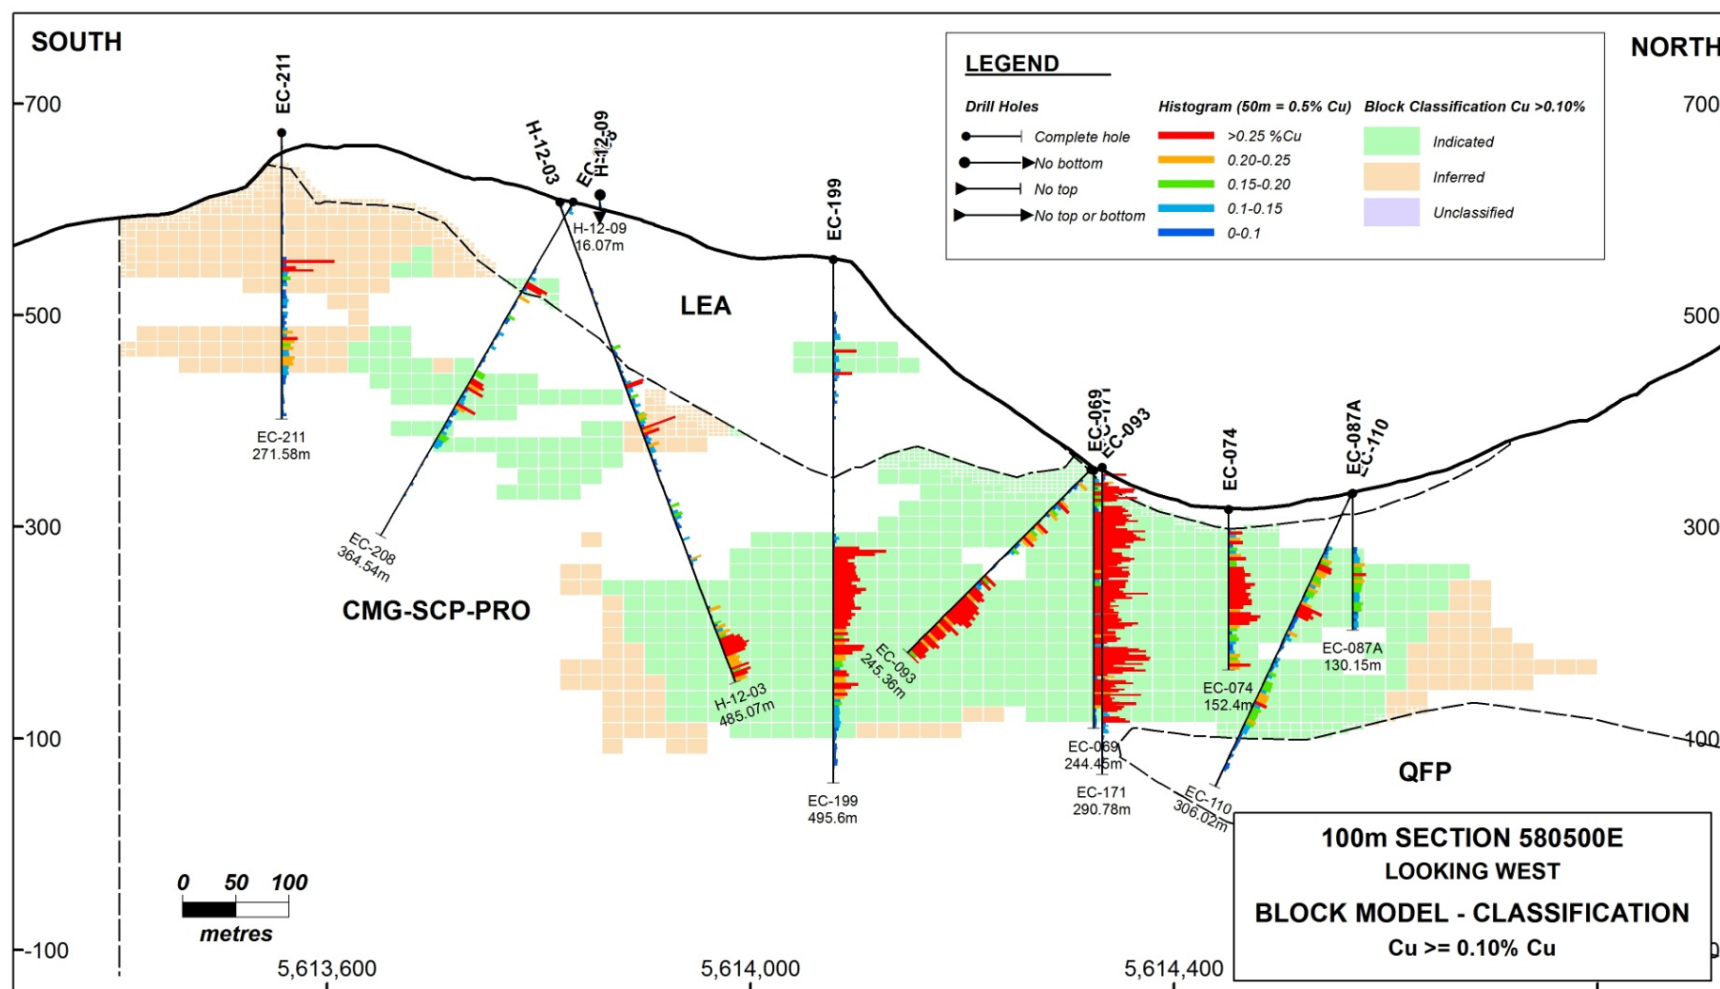 SOUTH
NORTH
LEGEND
Drill Holes
Histogram (50m = 0.5% Cu)
Block Classification Cu >0.10%
Complete hole
>0.25 %Cu
Indicated
No bottom
0.20-0.25
No top
0.15-0.20
Inferred
No top or bottom
0.1-0.15
Unclassified
0-0.1
700
700
500
500
300
300
100
100
-100
EC-211
H-12-03
H-12-09
EC-199
EC-069
EC-093
EC-074
EC-087A
EC-110
H-12-09
16.07m
LEA
EC-211
271.58m
EC-208
364.54m
CMG-SCP-PRO
H-12-03
485.07m
EC-093
245.36m
EC-087A
130.15m
EC-074
152.4m
EC-069
244.45m
EC-171
290.78m
EC-199
495.6m
EC-110
306.02m
QFP
0 50 100
metres
5,613,600
5,614,000
5,614,400
100m SECTION 580500E
LOOKING WEST
BLOCK MODEL - CLASSIFICATION
Cu >= 0.10% Cu